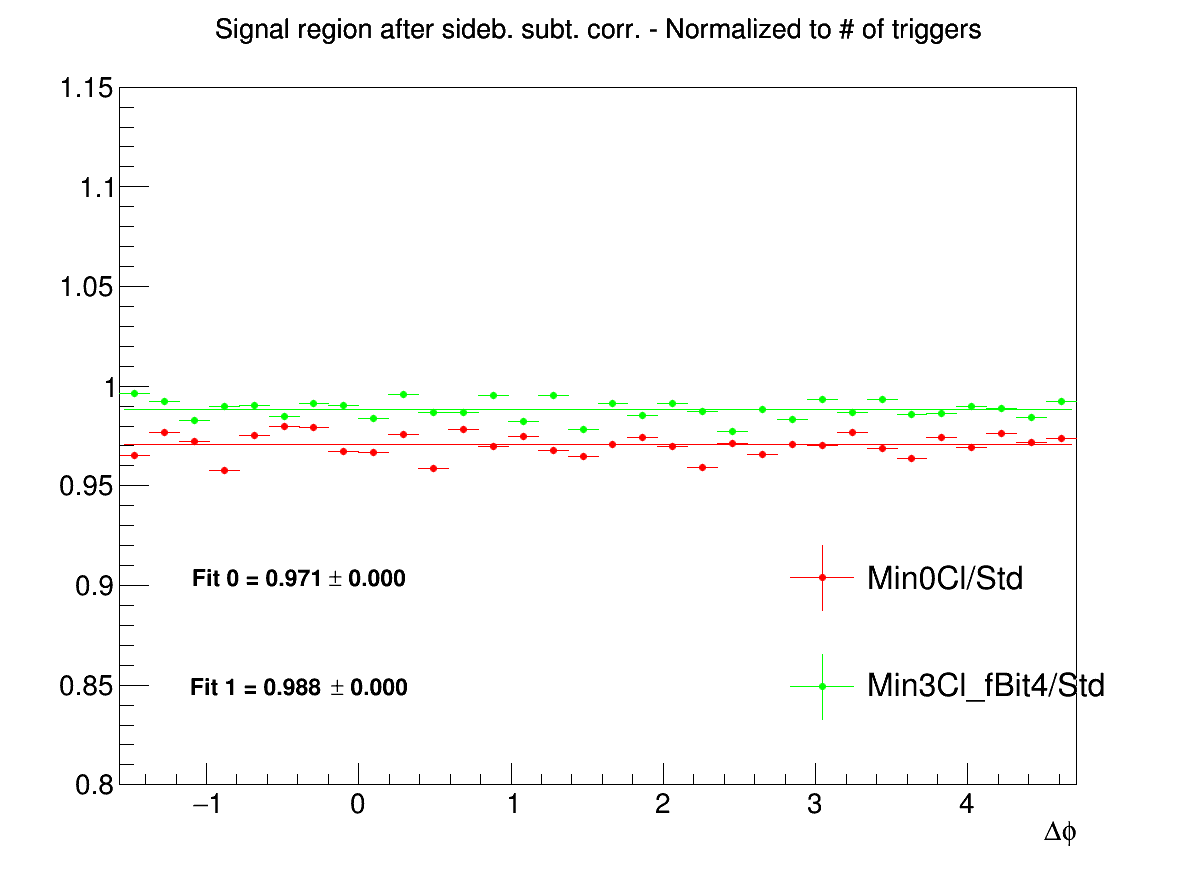 Signal region after sideb. subt. corr. - Normalized to # of triggers
1.15
1.1
1.05
1
0.95
0.9
0.85
0.8
Fit 0 = 0.971 ± 0.000
Min0Cl/Std
Fit 1 = 0.988 ± 0.000
Min3Cl_fBit4/Std
−1 0 1 2 3 4
Δϕ